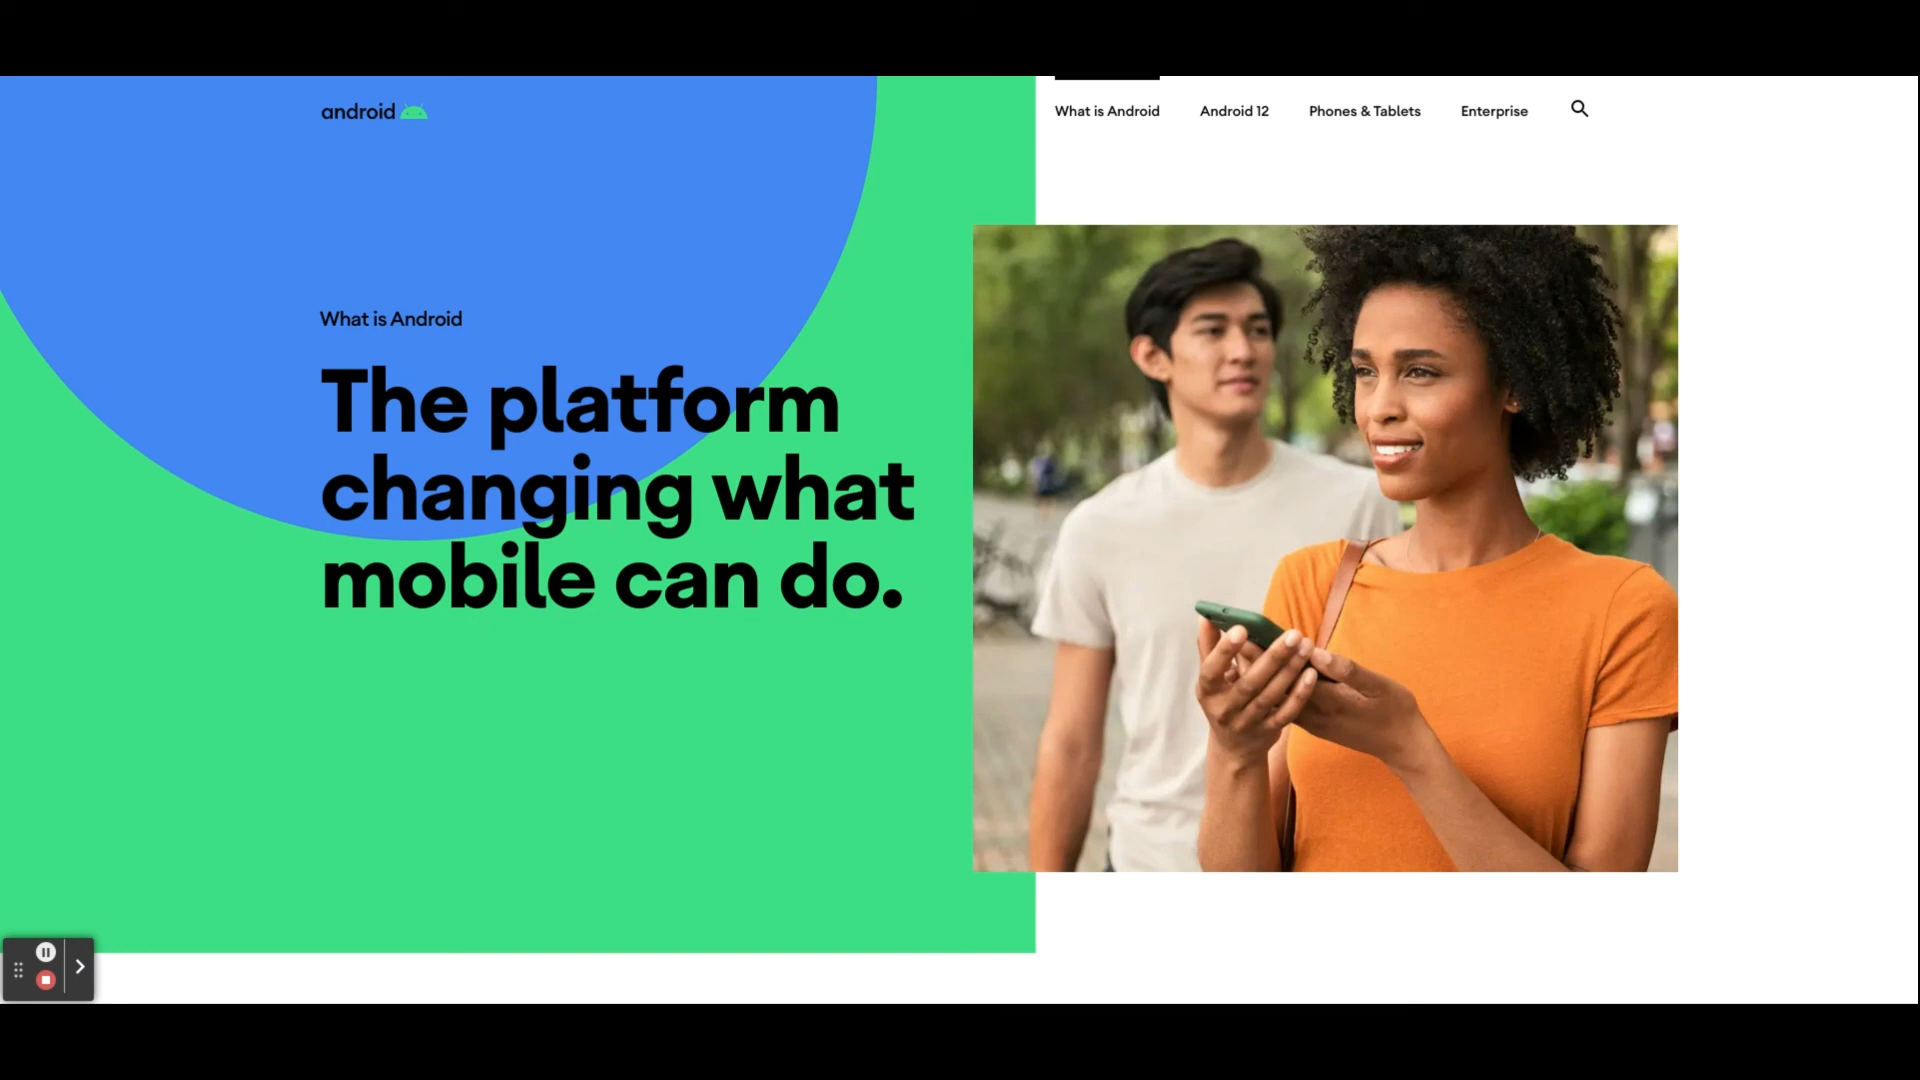 android
What is Android
Android 12
Phones & Tablets
Enterprise
What is Android
The platform
changing what
mobile can do.